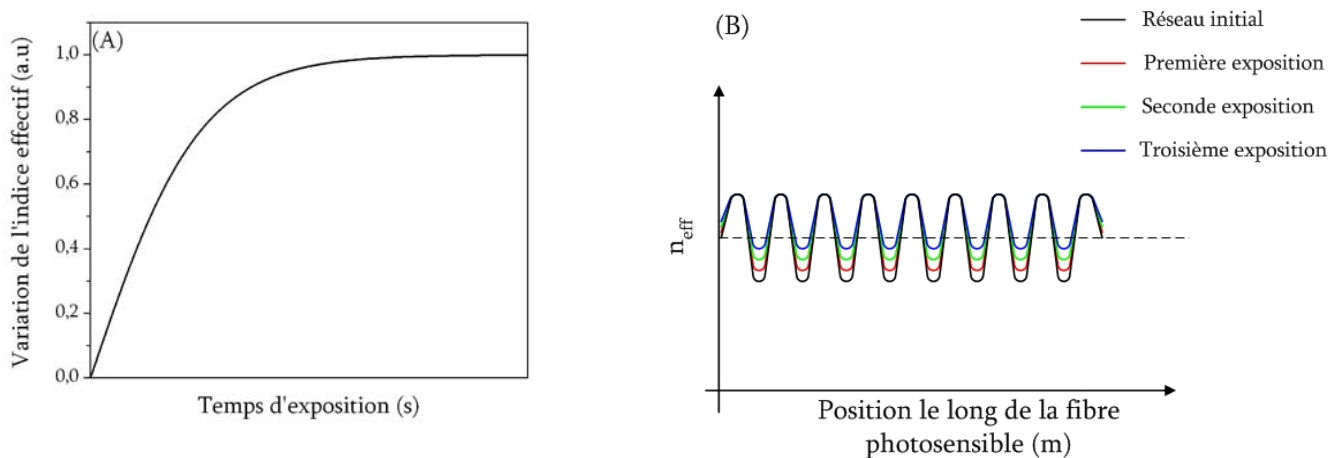 (A)
Variation de l'indice effectif (a.u)
1,0
0,8
0,6
0,4
0,2
0,0
Temps d'exposition (s)
(B)
Réseau initial
Première exposition
Seconde exposition
Troisième exposition
neff
Position le long de la fibre
photosensible (m)